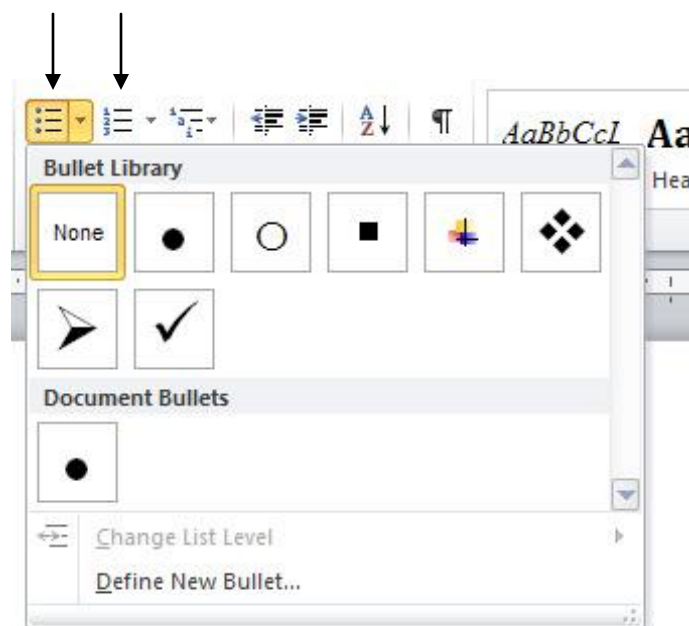 AaBbCcI Aa
Hea
Bullet Library
None
Document Bullets
Change List Level
Define New Bullet...